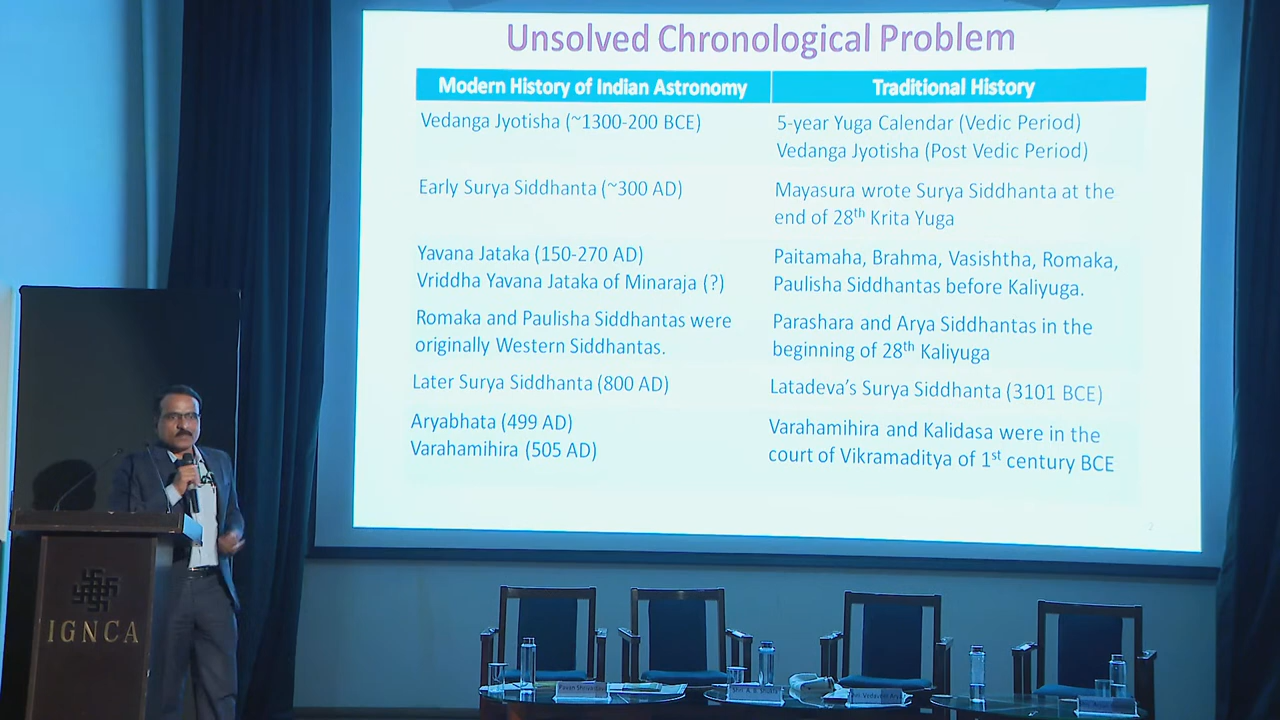 Unsolved Chronological Problem
Modern History of Indian Astronomy
Traditional History
Vedanga Jyotisha (~1300-200 BCE)
5-year Yuga Calendar (Vedic Period)
Vedanga Jyotisha (Post Vedic Period)
Early Surya Siddhanta (~300 AD)
Mayasura wrote Surya Siddhanta at the
end of 28th Krita Yuga
Yavana Jataka (150-270 AD)
Vriddha Yavana Jataka of Minaraja (?)
Paitamaha, Brahma, Vasishtha, Romaka,
Paulisha Siddhantas before Kaliyuga.
Romaka and Paulisha Siddhantas were
originally Western Siddhantas.
Parashara and Arya Siddhantas in the
beginning of 28th Kaliyuga
Later Surya Siddhanta (800 AD)
Latadeva's Surya Siddhanta (3101 BCE)
Aryabhata (499 AD)
Varahamihira (505 AD)
Varahamihira and Kalidasa were in the
court of Vikramaditya of 1st century BCE
2
IGNCA